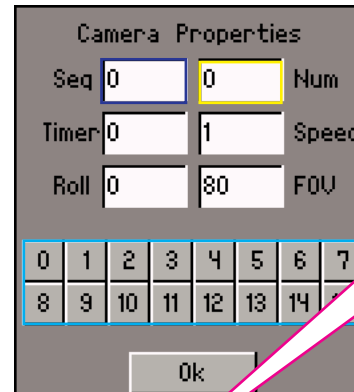 Camera Properties
Seq 0 0 Num
Timer 0 1 Speed
Roll 0 80 FOV
0 1 2 3 4 5 6 7
8 9 10 11 12 13 14
Ok